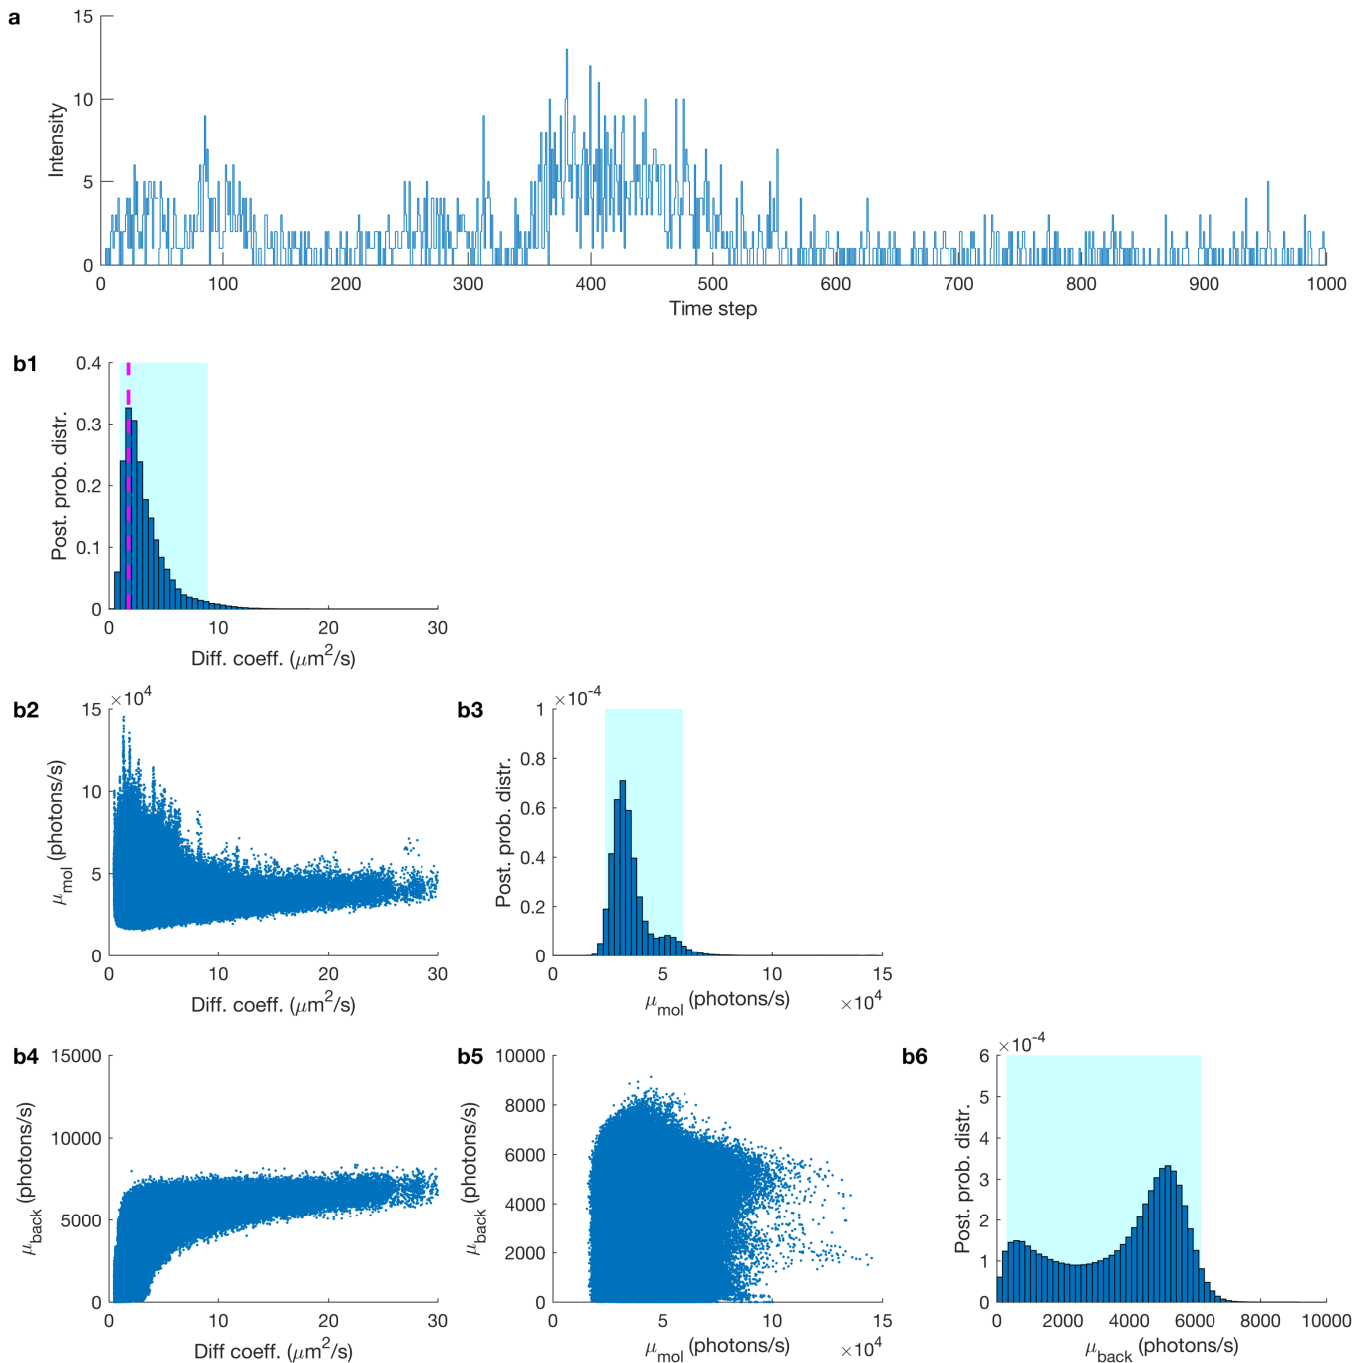 a
15
10
5
0
Intensity
0 100 200 300 400 500 600 700 800 900 1000
Time step
b1
0.4
0.3
0.2
0.1
0
Post. prob. distr.
0 10 20 30
Diff. coeff. (μm²/s)
b2
×10⁴
15
10
5
0
μmol (photons/s)
0 10 20 30
Diff. coeff. (μm²/s)
b3
×10⁻⁴
1
0.8
0.6
0.4
0.2
0
Post. prob. distr.
0 5 10 15
μmol (photons/s)
×10⁴
b4
15000
10000
5000
0
μback (photons/s)
0 10 20 30
Diff coeff. (μm²/s)
b5
10000
8000
6000
4000
2000
0
μback (photons/s)
0 5 10 15
μmol (photons/s)
×10⁴
b6
×10⁻⁴
6
5
4
3
2
1
0
Post. prob. distr.
0 2000 4000 6000 8000 10000
μback (photons/s)